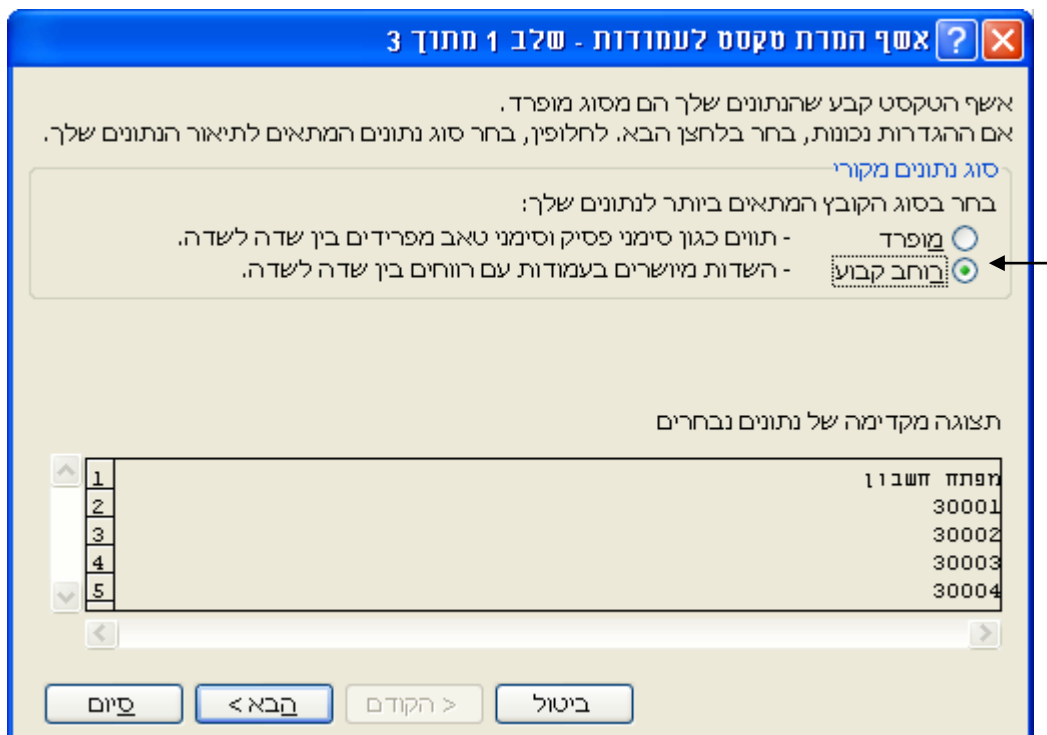 אשף המרת טקסט לעמודות - שלב 1 מתוך 3
אשף הטקסט קבע שהנתונים שלך הם מסוג מופרד.
אם ההגדרות נכונות, בחר בלחצן הבא. לחלופין, בחר סוג נתונים המתאים לתיאור הנתונים שלך.
סוג נתונים מקורי
בחר בסוג הקובץ המתאים ביותר לנתונים שלך:
מופרד - תווים כגון סימני פסיק וסימני טאב מפרידים בין שדה לשדה.
רוחב קבוע - השדות מיושרים בעמודות עם רווחים בין שדה לשדה.
תצוגה מקדימה של נתונים נבחרים
מפתח חשבון 1
30001 2
30002 3
30003 4
30004 5
ביטול < הקודם הבא > סיום